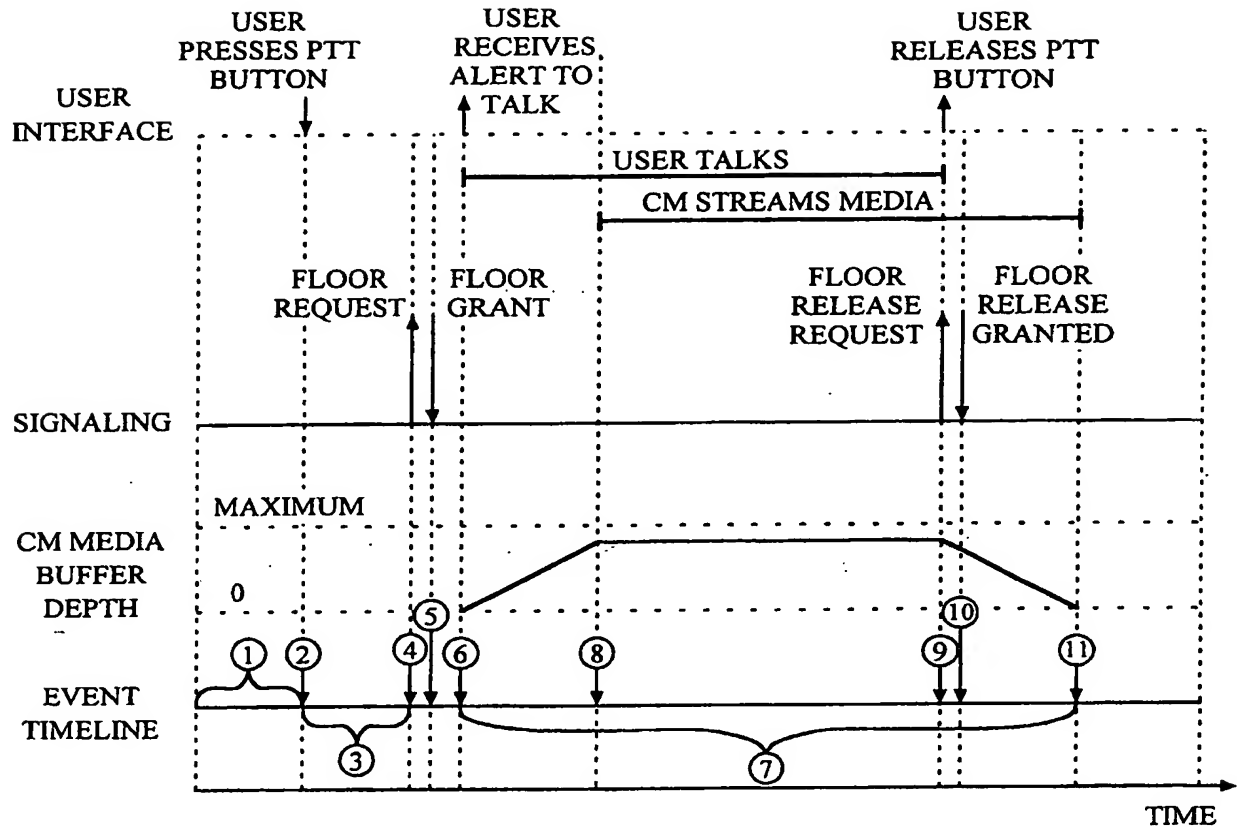 USER
PRESSES PTT
BUTTON
USER
RECEIVES
ALERT TO
TALK
USER
RELEASES PTT
BUTTON
USER
INTERFACE
USER TALKS
CM STREAMS MEDIA
FLOOR
REQUEST
FLOOR
GRANT
FLOOR
RELEASE
REQUEST
FLOOR
RELEASE
GRANTED
SIGNALING
MAXIMUM
CM MEDIA
BUFFER
DEPTH
0
5
10
1
2
4
6
8
9
11
EVENT
TIMELINE
3
7
TIME